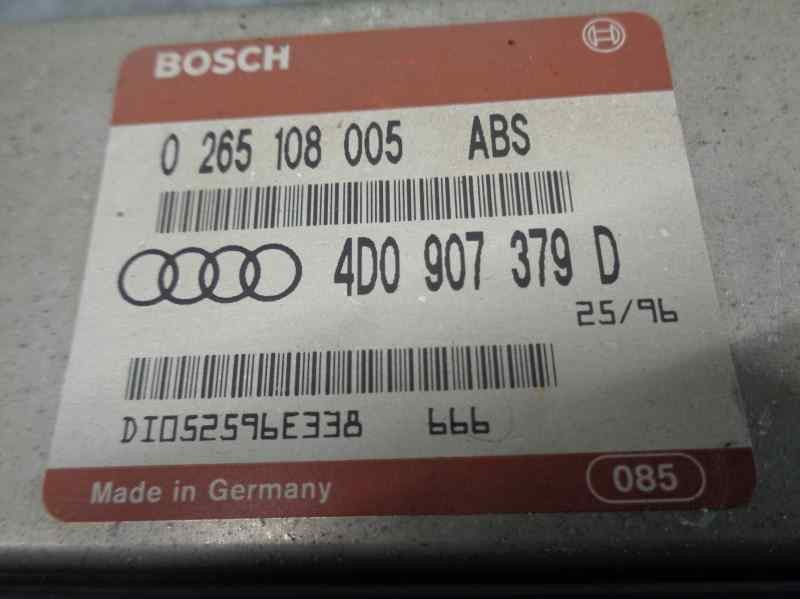 BOSCH
0 265 108 005 ABS
4D0 907 379 D
25/96
DI052596E338 666
Made in Germany 085